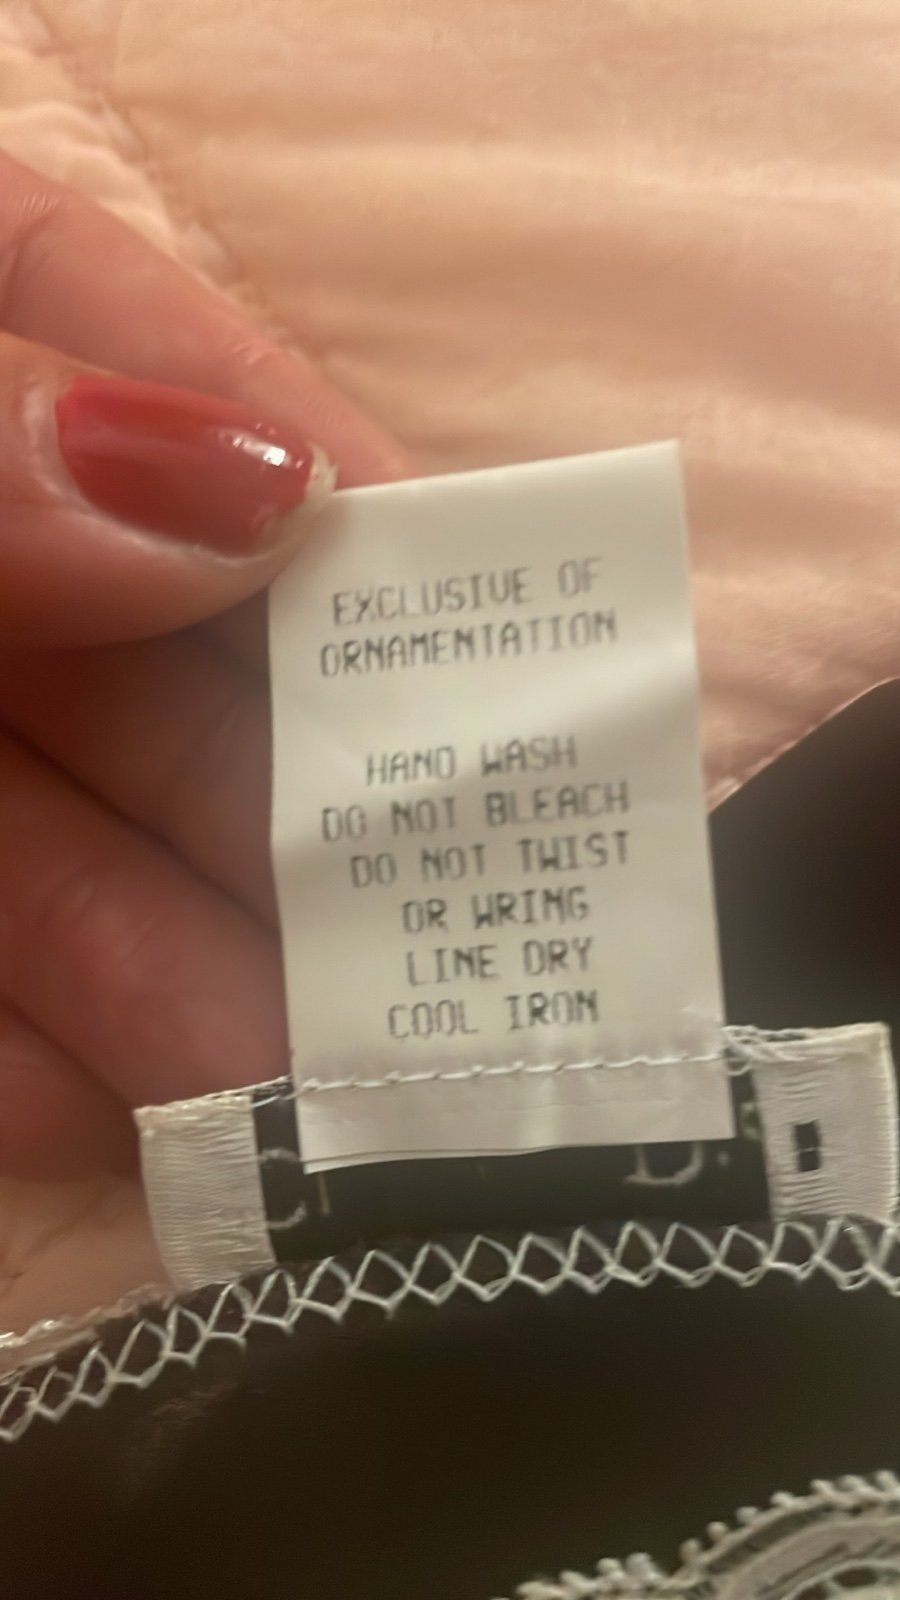 EXCLUSIVE OF
ORNAMENTATION
HAND WASH
DO NOT BLEACH
DO NOT TWIST
OR WRING
LINE DRY
COOL IRON